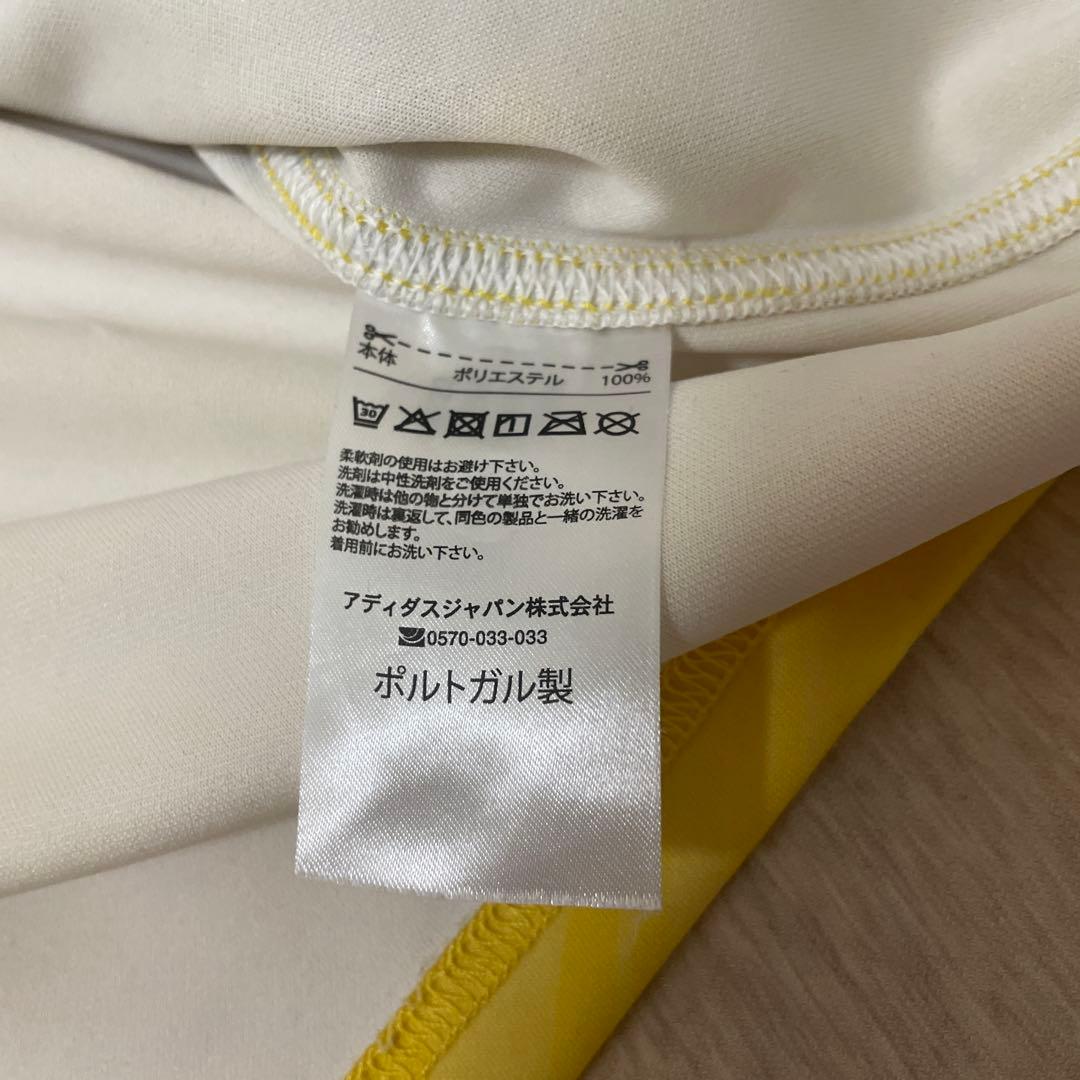 本体 ポリエステル 100%
30
柔軟剤の使用はお避け下さい。
洗剤は中性洗剤をご使用ください。
洗濯時は他の物と分けて単独でお洗い下さい。
洗濯時は裏返して、同色の製品と一緒の洗濯を
お勧めします。
着用前にお洗い下さい。
アディダスジャパン株式会社
0570-033-033
ポルトガル製